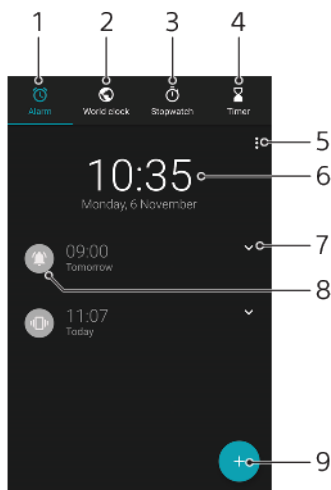 1 2 3 4
Alarm World clock Stopwatch Timer
5
10:35 6
Monday, 6 November
09:00 7
Tomorrow
8
11:07
Today
+ 9